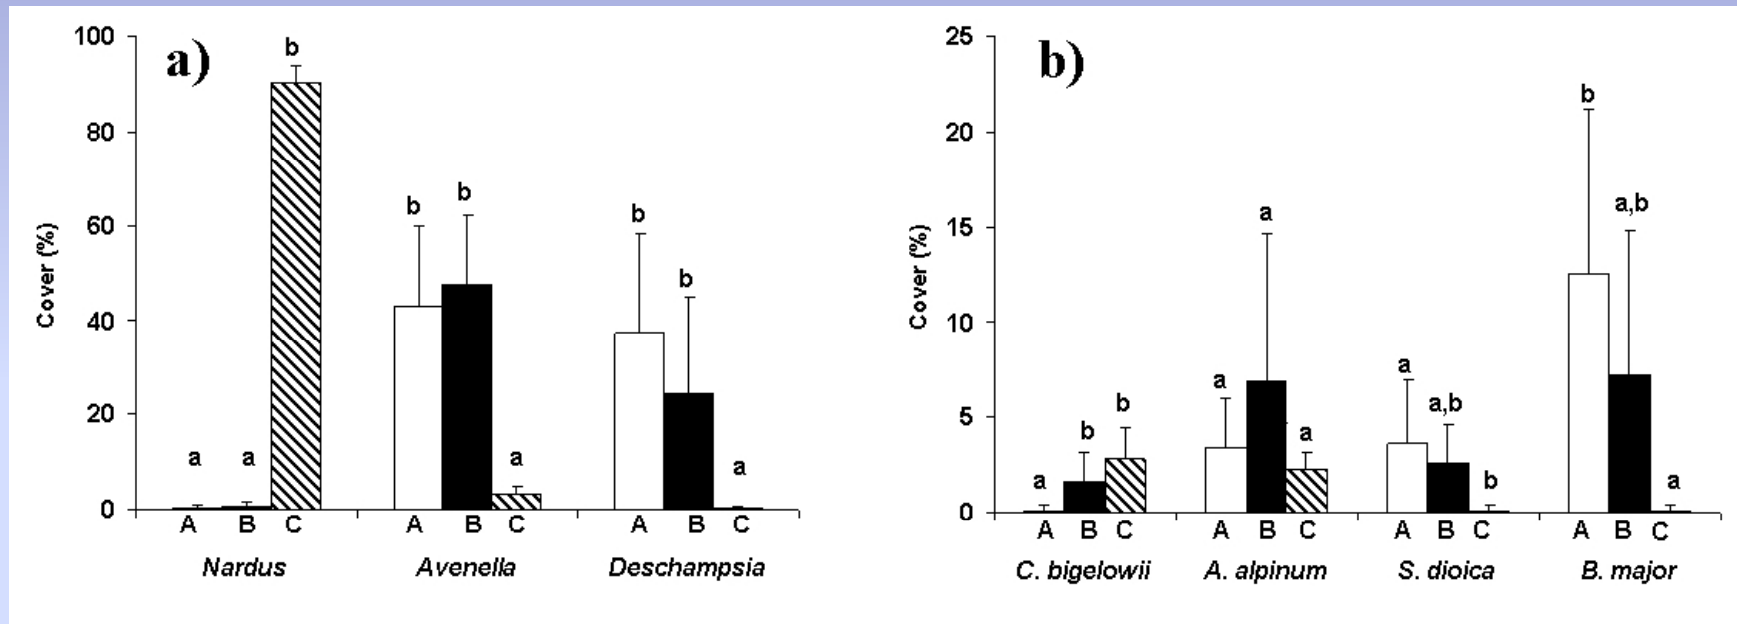 a)
Cover (%)
100
80
60
40
20
0
a a b
b b a
b b a
A B C A B C A B C
Nardus Avenella Deschampsia
b)
Cover (%)
25
20
15
10
5
0
a b b
a a a
a a,b b
b a,b a
A B C A B C A B C A B C
C. bigelowii A. alpinum S. dioica B. major